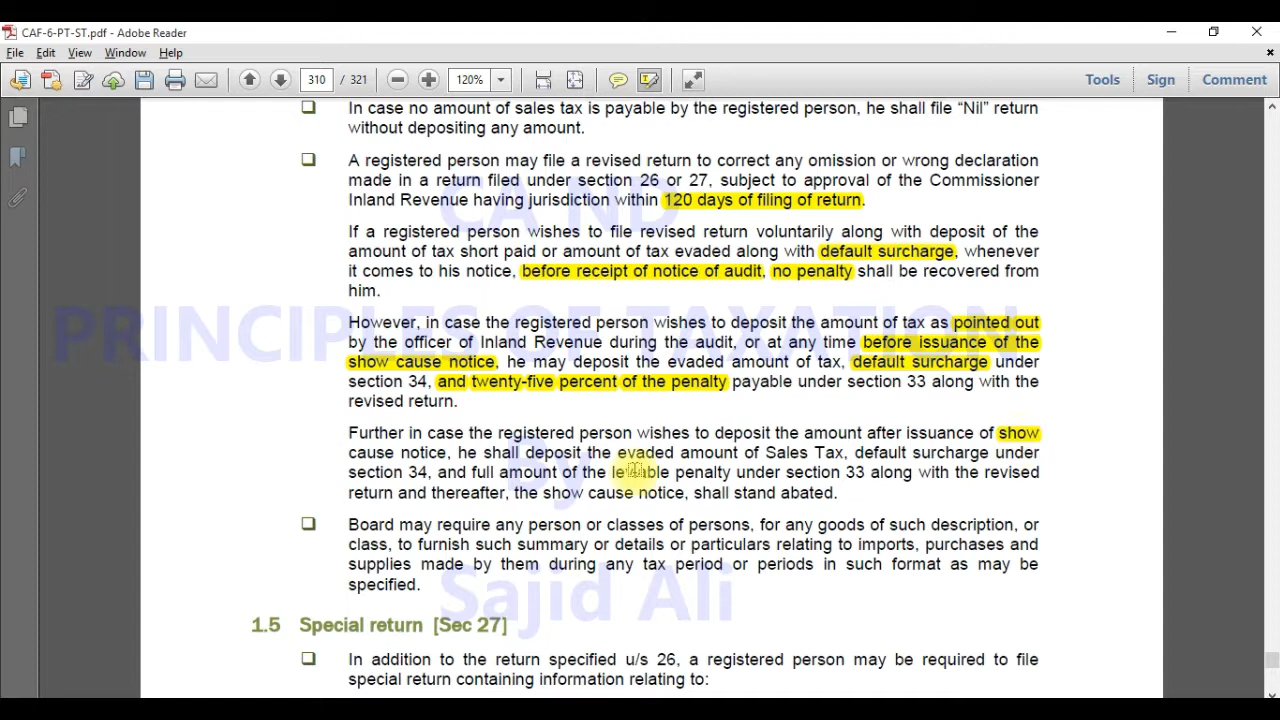 CAF-6-PT-ST.pdf - Adobe Reader
File Edit View Window Help
310 / 321 120% Tools Sign Comment
In case no amount of sales tax is payable by the registered person, he shall file “Nil” return
without depositing any amount.
A registered person may file a revised return to correct any omission or wrong declaration
made in a return filed under section 26 or 27, subject to approval of the Commissioner
Inland Revenue having jurisdiction within 120 days of filing of return.
If a registered person wishes to file revised return voluntarily along with deposit of the
amount of tax short paid or amount of tax evaded along with default surcharge, whenever
it comes to his notice, before receipt of notice of audit, no penalty shall be recovered from
him.
However, in case the registered person wishes to deposit the amount of tax as pointed out
by the officer of Inland Revenue during the audit, or at any time before issuance of the
show cause notice, he may deposit the evaded amount of tax, default surcharge under
section 34, and twenty-five percent of the penalty payable under section 33 along with the
revised return.
Further in case the registered person wishes to deposit the amount after issuance of show
cause notice, he shall deposit the evaded amount of Sales Tax, default surcharge under
section 34, and full amount of the leviable penalty under section 33 along with the revised
return and thereafter, the show cause notice, shall stand abated.
Board may require any person or classes of persons, for any goods of such description, or
class, to furnish such summary or details or particulars relating to imports, purchases and
supplies made by them during any tax period or periods in such format as may be
specified.
1.5 Special return [Sec 27]
In addition to the return specified u/s 26, a registered person may be required to file
special return containing information relating to:
CA ND
PRINCIPLES OF TAXATION
By
Sajid Ali